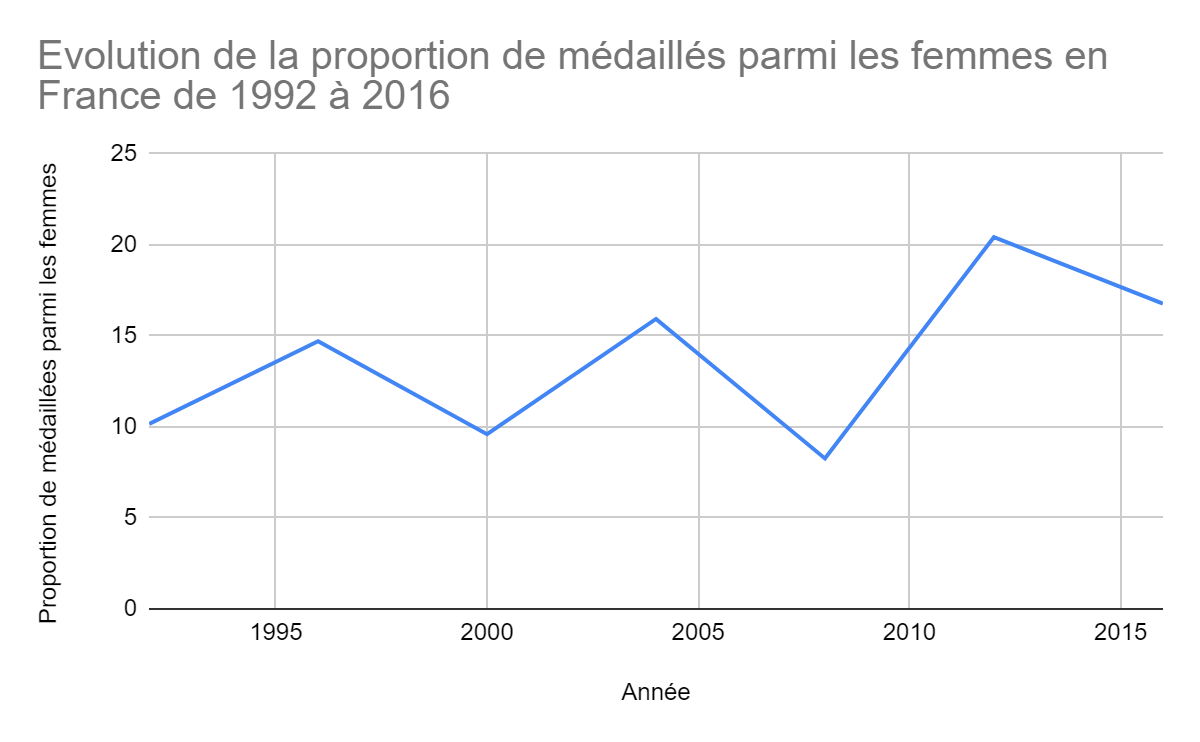 Evolution de la proportion de médaillés parmi les femmes en
France de 1992 à 2016
Proportion de médaillées parmi les femmes
25
20
15
10
5
0
1995 2000 2005 2010 2015
Année